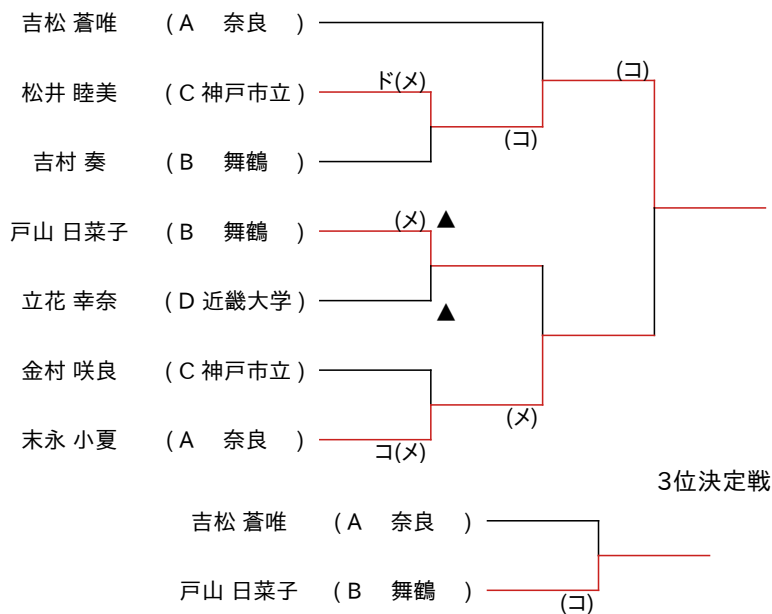 吉松 蒼唯 ( A 奈良 )
(コ)
松井 睦美 ( C 神戸市立 ) ド(メ)
(コ)
吉村 奏 ( B 舞鶴 )
戸山 日菜子 ( B 舞鶴 ) (メ) ▲
立花 幸奈 ( D 近畿大学 ) ▲
金村 咲良 ( C 神戸市立 )
(メ)
末永 小夏 ( A 奈良 ) コ(メ)
3位決定戦
吉松 蒼唯 ( A 奈良 )
戸山 日菜子 ( B 舞鶴 ) (コ)